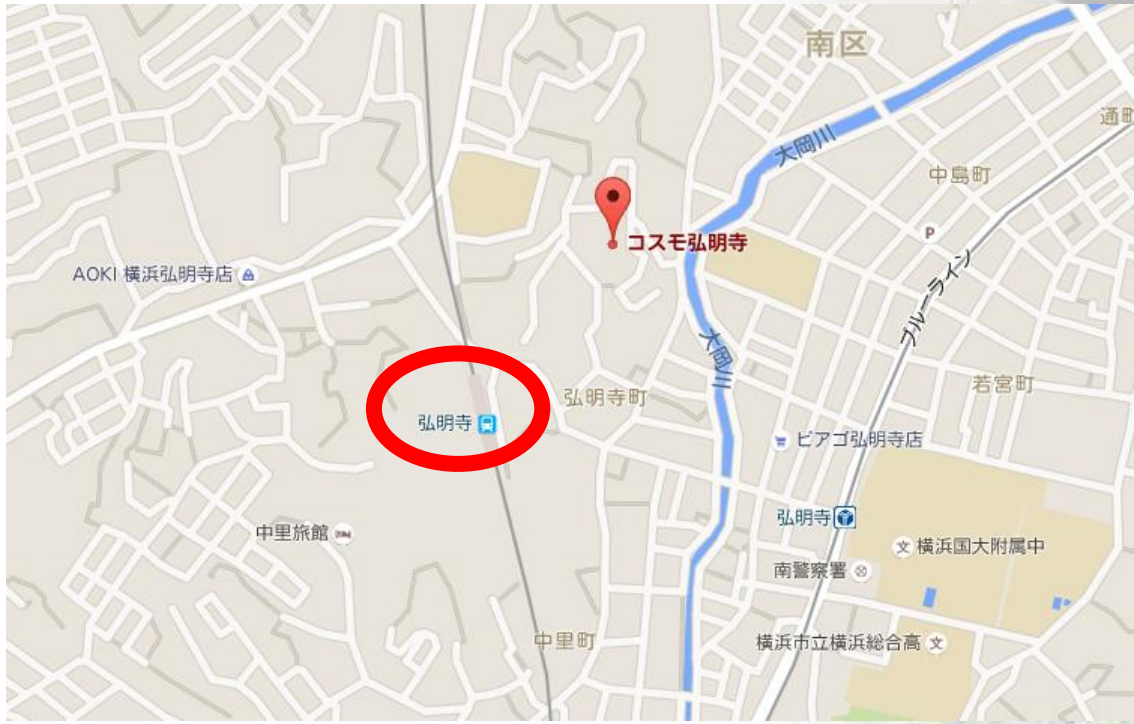 南区
大岡川
通町
中島町
P
コスモ弘明寺
AOKI 横浜弘明寺店
ブルーライン
大岡川
若宮町
弘明寺町
弘明寺
ピアゴ弘明寺店
弘明寺
中里旅館
文 横浜国大附属中
南警察署
中里町
横浜市立横浜総合高 文